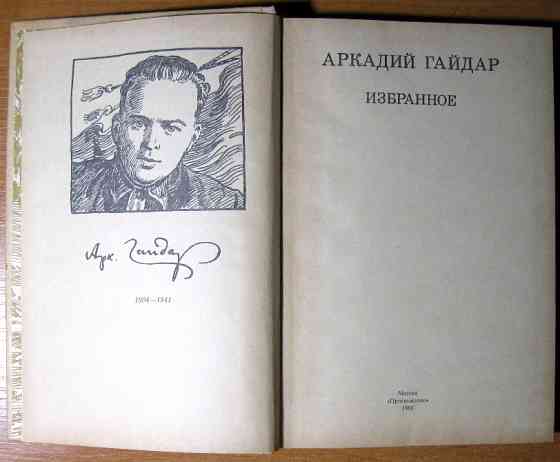 Арк. Гайдар
1904—1941
АРКАДИЙ ГАЙДАР
ИЗБРАННОЕ
Москва
«Просвещение»